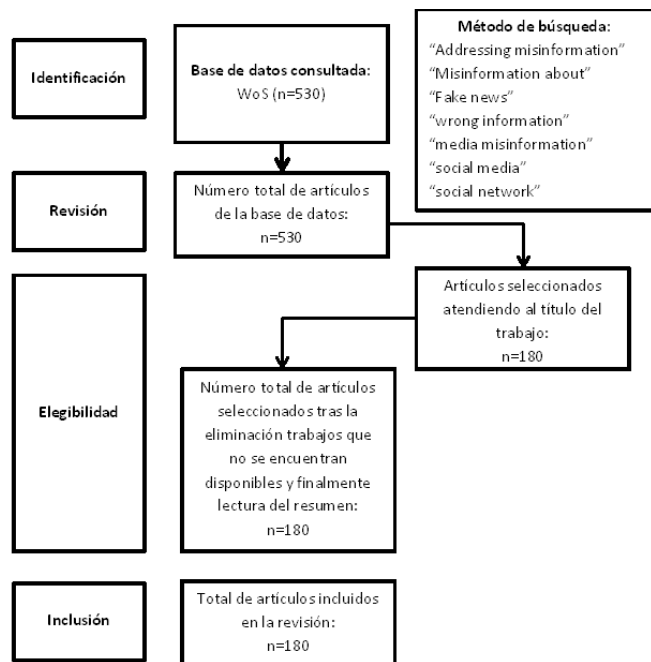 Identificación
Base de datos consultada:
WoS (n=530)
Método de búsqueda:
“Addressing misinformation”
“Misinformation about”
“Fake news”
“wrong information”
“media misinformation”
“social media”
“social network”
Revisión
Número total de artículos
de la base de datos:
n=530
Artículos seleccionados
atendiendo al título del
trabajo:
n=180
Elegibilidad
Número total de artículos
seleccionados tras la
eliminación trabajos que
no se encuentran
disponibles y finalmente
lectura del resumen:
n=180
Inclusión
Total de artículos incluidos
en la revisión:
n=180